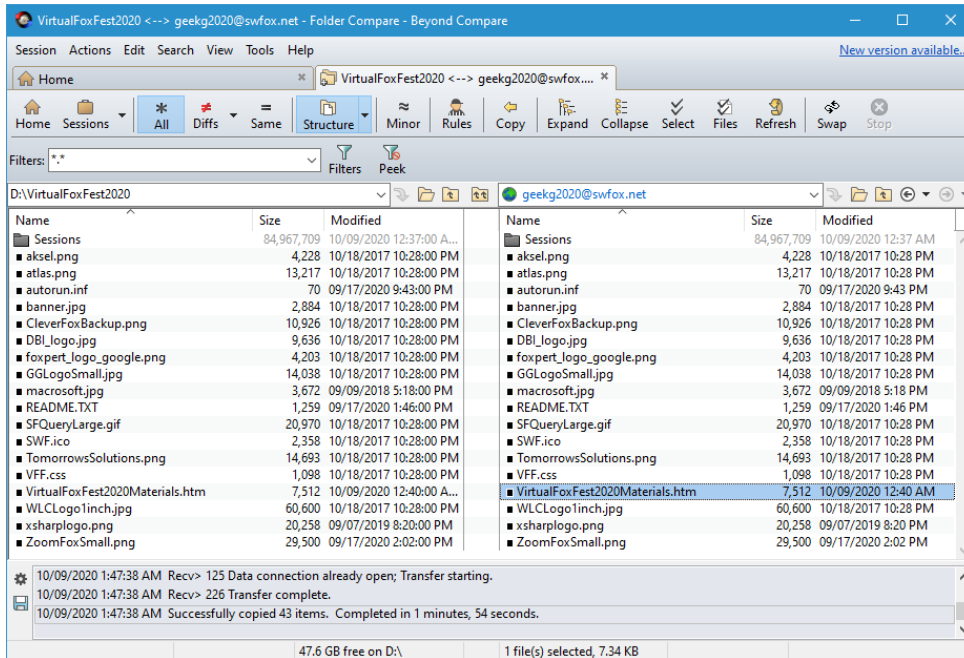 VirtualFoxFest2020 <--> geekg2020@swfox.net - Folder Compare - Beyond Compare
Session Actions Edit Search View Tools Help New version available...
Home VirtualFoxFest2020 <--> geekg2020@swfox....
Home Sessions All Diffs Same Structure Minor Rules Copy Expand Collapse Select Files Refresh Swap Stop
Filters: *.* Filters Peek
D:\VirtualFoxFest2020 geekg2020@swfox.net
Name Size Modified Name Size Modified
Sessions 84,967,709 10/09/2020 12:37:00 A... Sessions 84,967,709 10/09/2020 12:37 AM
aksel.png 4,228 10/18/2017 10:28:00 PM aksel.png 4,228 10/18/2017 10:28 PM
atlas.png 13,217 10/18/2017 10:28:00 PM atlas.png 13,217 10/18/2017 10:28 PM
autorun.inf 70 09/17/2020 9:43:00 PM autorun.inf 70 09/17/2020 9:43 PM
banner.jpg 2,884 10/18/2017 10:28:00 PM banner.jpg 2,884 10/18/2017 10:28 PM
CleverFoxBackup.png 10,926 10/18/2017 10:28:00 PM CleverFoxBackup.png 10,926 10/18/2017 10:28 PM
DBI_logo.jpg 9,636 10/18/2017 10:28:00 PM DBI_logo.jpg 9,636 10/18/2017 10:28 PM
foxpert_logo_google.png 4,203 10/18/2017 10:28:00 PM foxpert_logo_google.png 4,203 10/18/2017 10:28 PM
GGLogoSmall.jpg 14,038 10/18/2017 10:28:00 PM GGLogoSmall.jpg 14,038 10/18/2017 10:28 PM
macrosoft.jpg 3,672 09/09/2018 5:18:00 PM macrosoft.jpg 3,672 09/09/2018 5:18 PM
README.TXT 1,259 09/17/2020 1:46:00 PM README.TXT 1,259 09/17/2020 1:46 PM
SFQueryLarge.gif 20,970 10/18/2017 10:28:00 PM SFQueryLarge.gif 20,970 10/18/2017 10:28 PM
SWF.ico 2,358 10/18/2017 10:28:00 PM SWF.ico 2,358 10/18/2017 10:28 PM
TomorrowsSolutions.png 14,693 10/18/2017 10:28:00 PM TomorrowsSolutions.png 14,693 10/18/2017 10:28 PM
VFF.css 1,098 10/18/2017 10:28:00 PM VFF.css 1,098 10/18/2017 10:28 PM
VirtualFoxFest2020Materials.htm 7,512 10/09/2020 12:40:00 A... VirtualFoxFest2020Materials.htm 7,512 10/09/2020 12:40 AM
WLCLogo1inch.jpg 60,600 10/18/2017 10:28:00 PM WLCLogo1inch.jpg 60,600 10/18/2017 10:28 PM
xsharplogo.png 20,258 09/07/2019 8:20:00 PM xsharplogo.png 20,258 09/07/2019 8:20 PM
ZoomFoxSmall.png 29,500 09/17/2020 2:02:00 PM ZoomFoxSmall.png 29,500 09/17/2020 2:02 PM
10/09/2020 1:47:38 AM Recv> 125 Data connection already open; Transfer starting.
10/09/2020 1:47:38 AM Recv> 226 Transfer complete.
10/09/2020 1:47:38 AM Successfully copied 43 items. Completed in 1 minutes, 54 seconds.
47.6 GB free on D:\ 1 file(s) selected, 7.34 KB